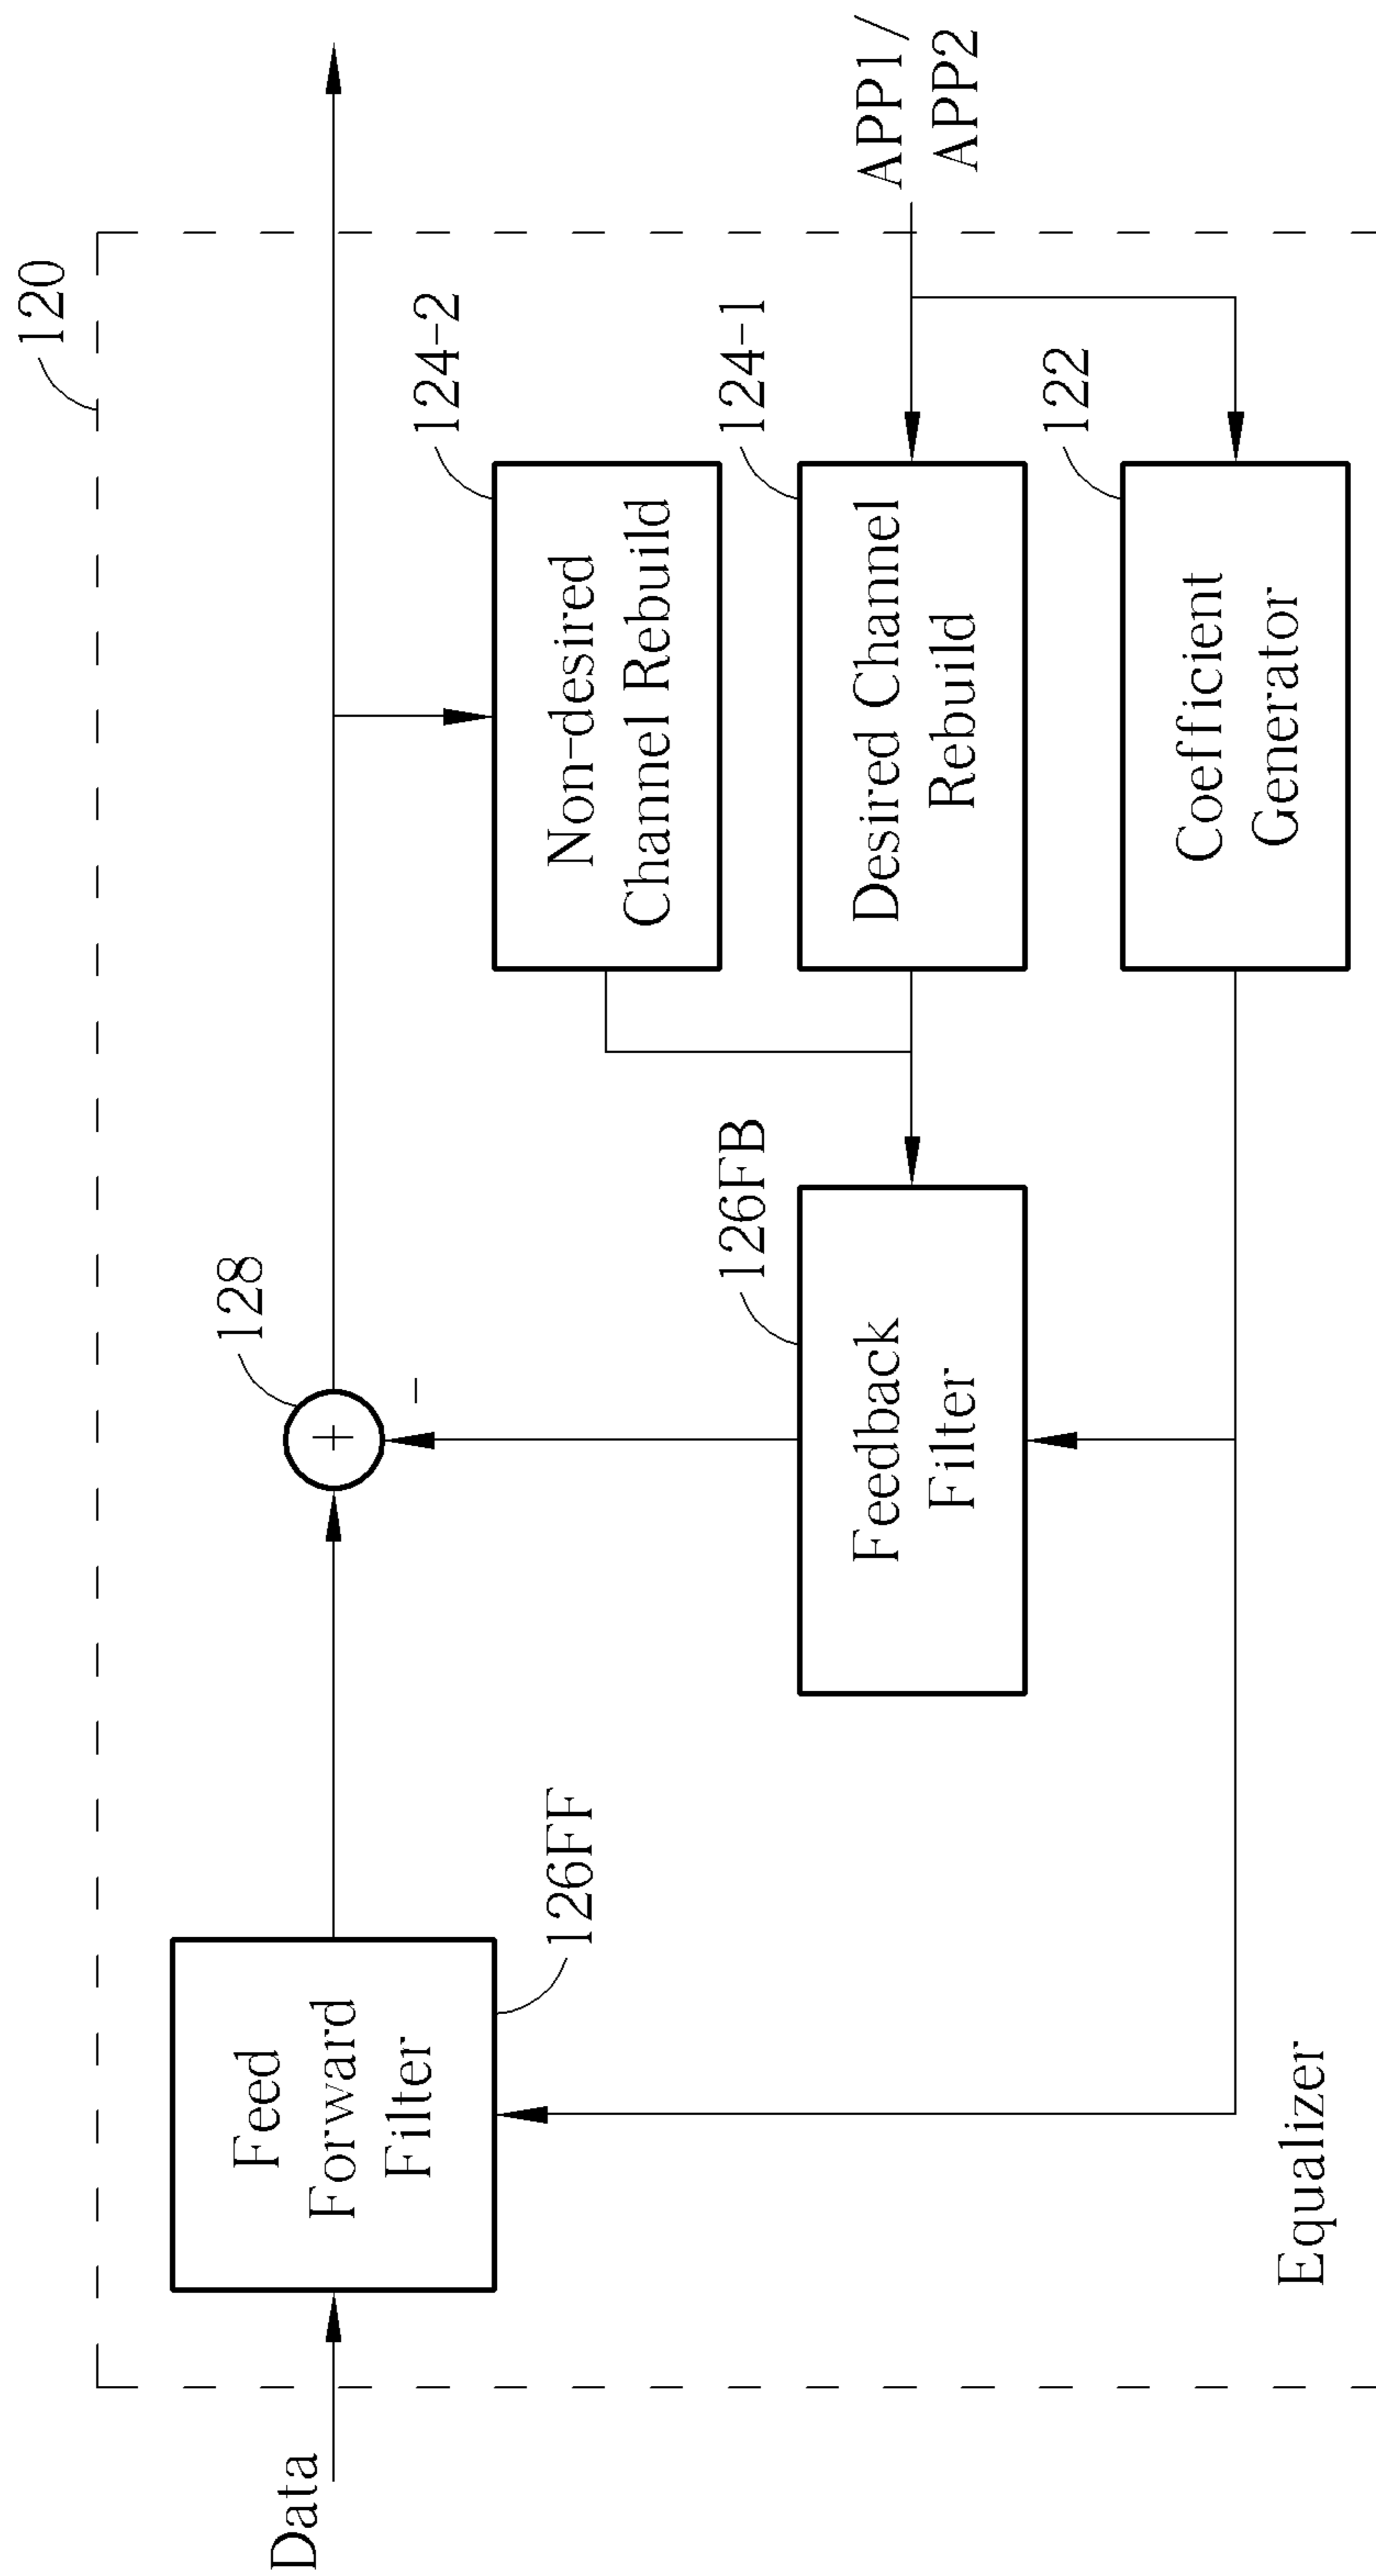 120
Data
Feed
Forward
Filter
126FF
128
+
-
Feedback
Filter
126FB
Non-desired
Channel Rebuild
124-2
Desired Channel
Rebuild
124-1
Coefficient
Generator
122
APP1/
APP2
Equalizer